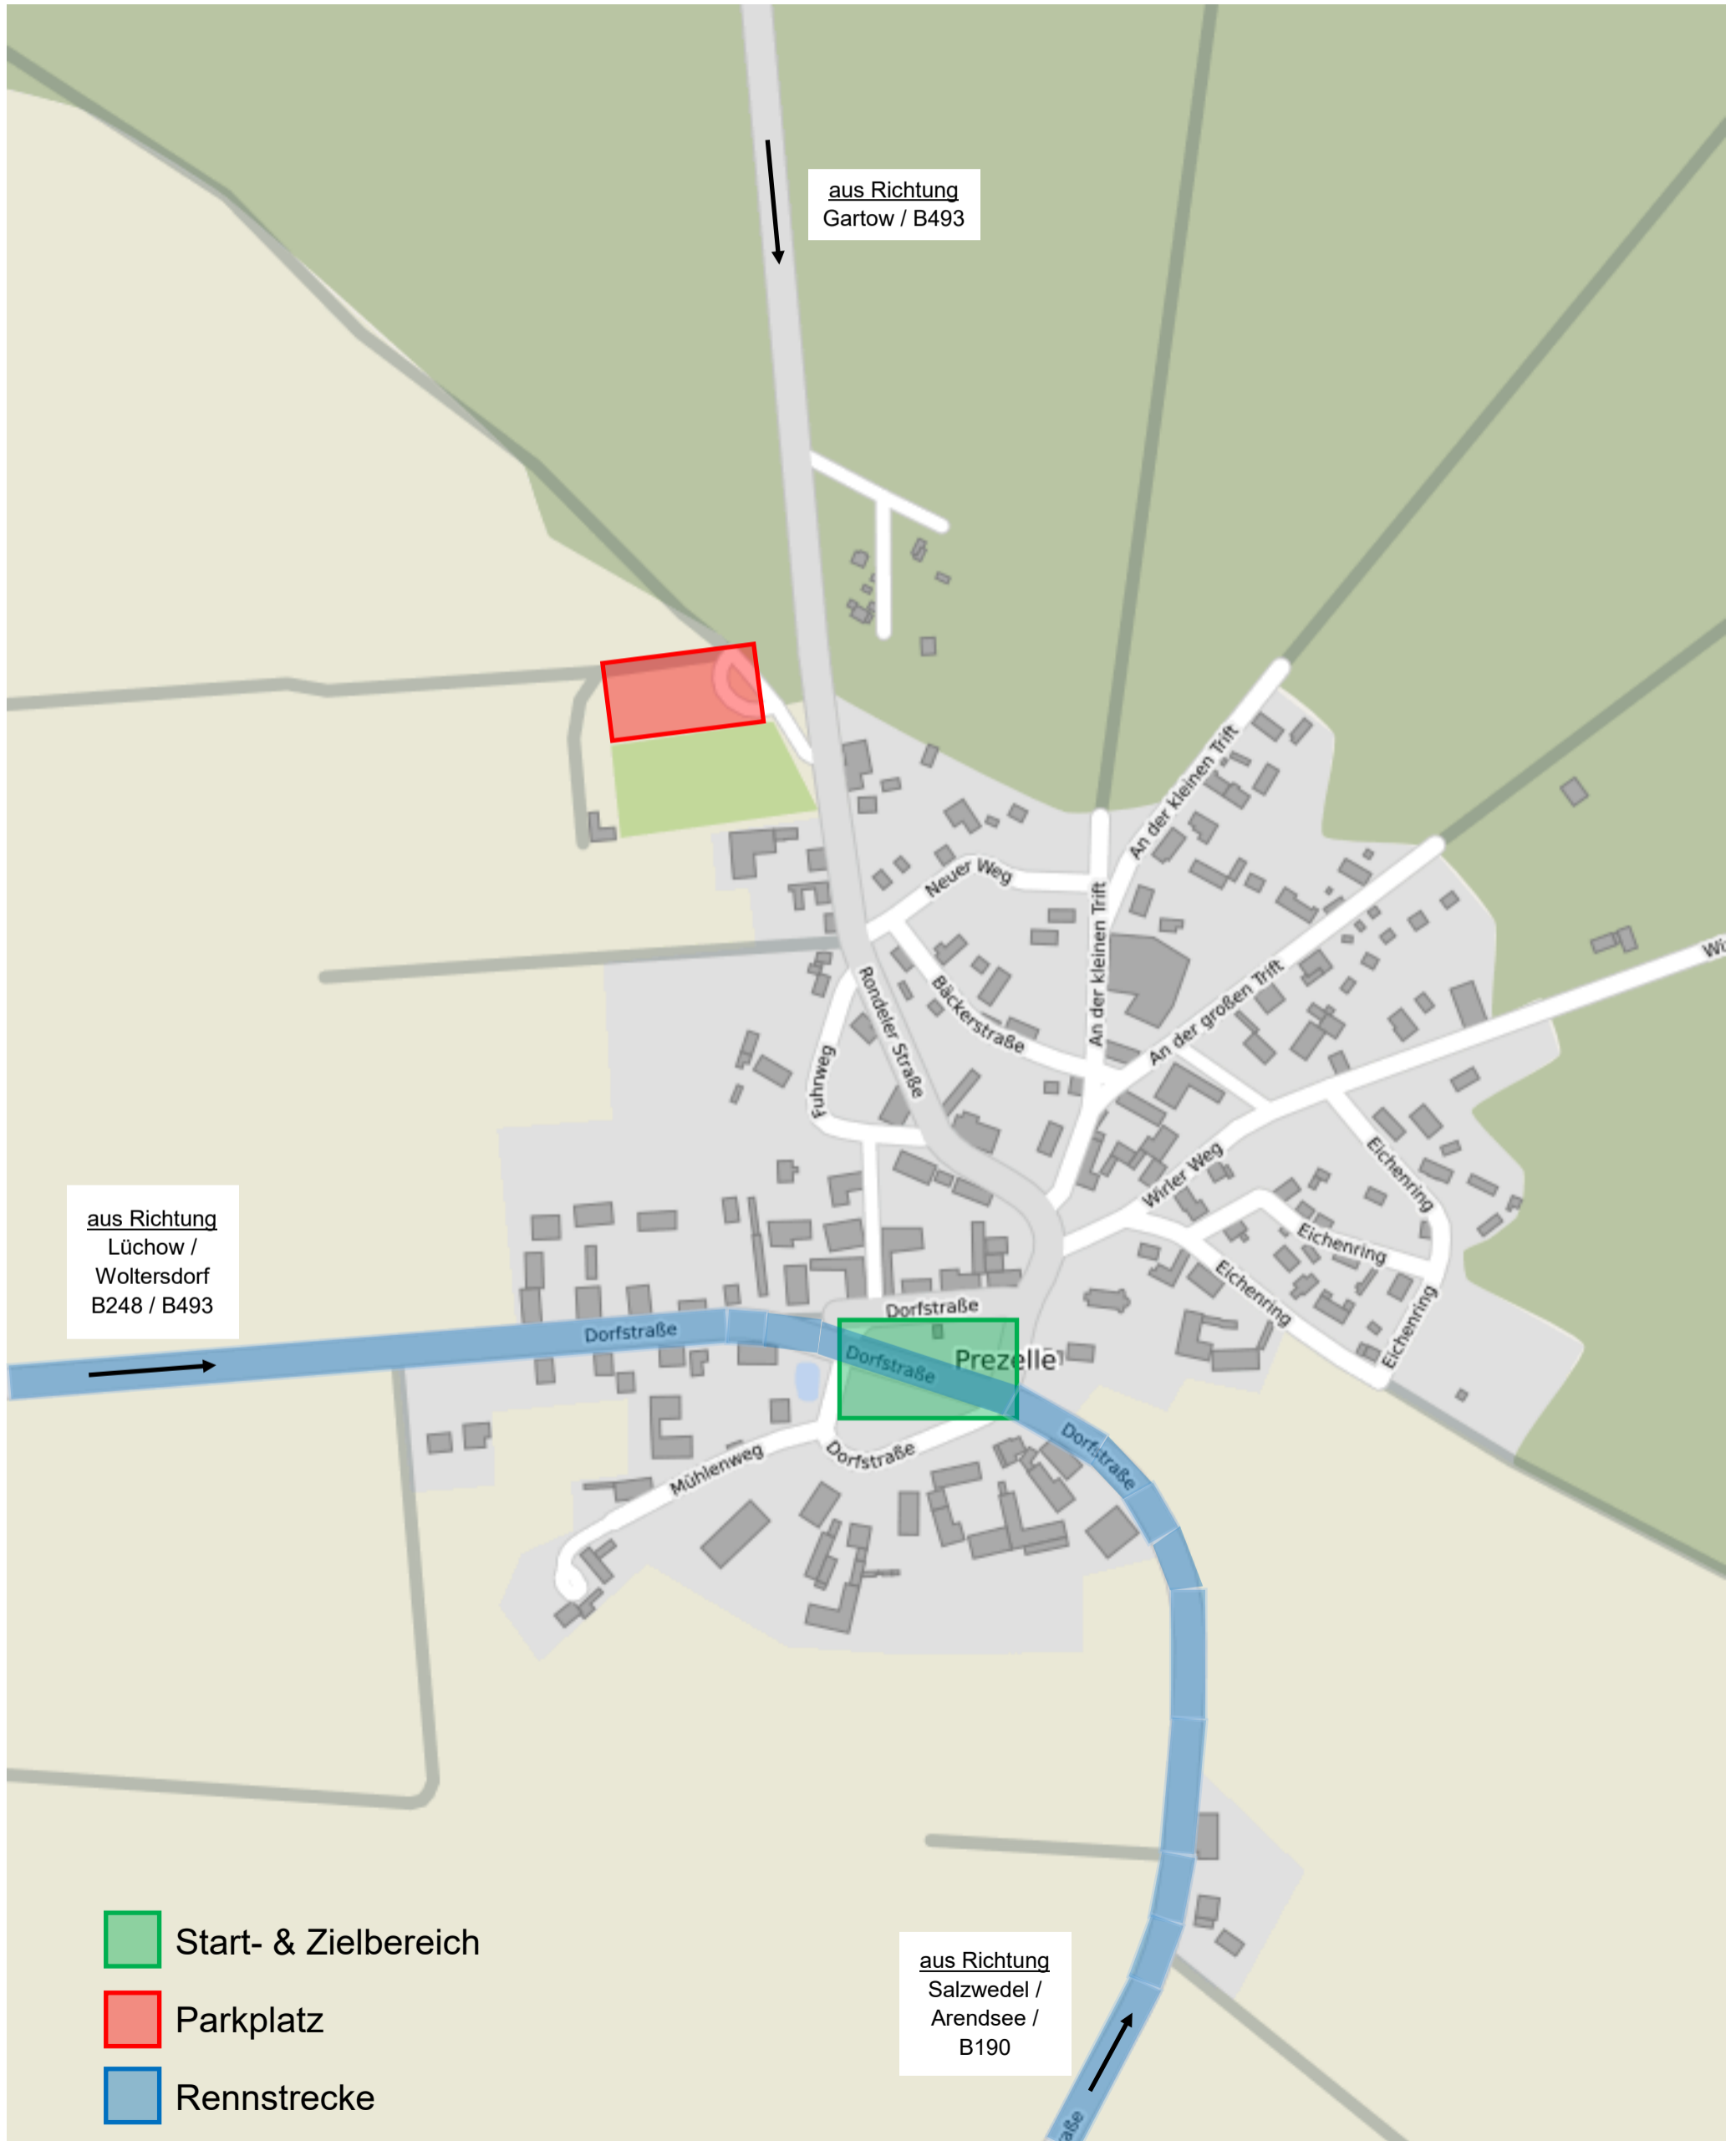 aus Richtung
Gartow / B493
An der kleinen Trift
Neuer Weg
An der kleinen Trift
Wi
Rondeler Straße
Bäckerstraße
An der großen Trift
Fuhrweg
Eichenring
Wirler Weg
aus Richtung
Lüchow /
Woltersdorf
B248 / B493
Eichenring
Eichenring
Dorfstraße
Dorfstraße
Eichenring
Dorfstraße
Prezelle
Dorfstraße
Dorfstraße
Mühlenweg
Start- & Zielbereich
aus Richtung
Salzwedel /
Arendsee /
B190
Parkplatz
Rennstrecke
aße